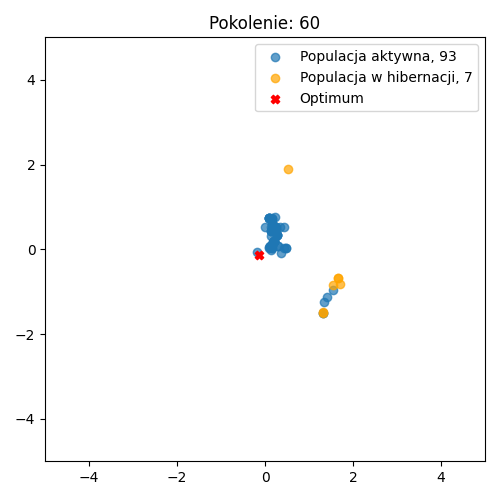 Pokolenie: 60
Populacja aktywna, 93
Populacja w hibernacji, 7
Optimum
4
2
0
−2
−4
−4
−2
0
2
4